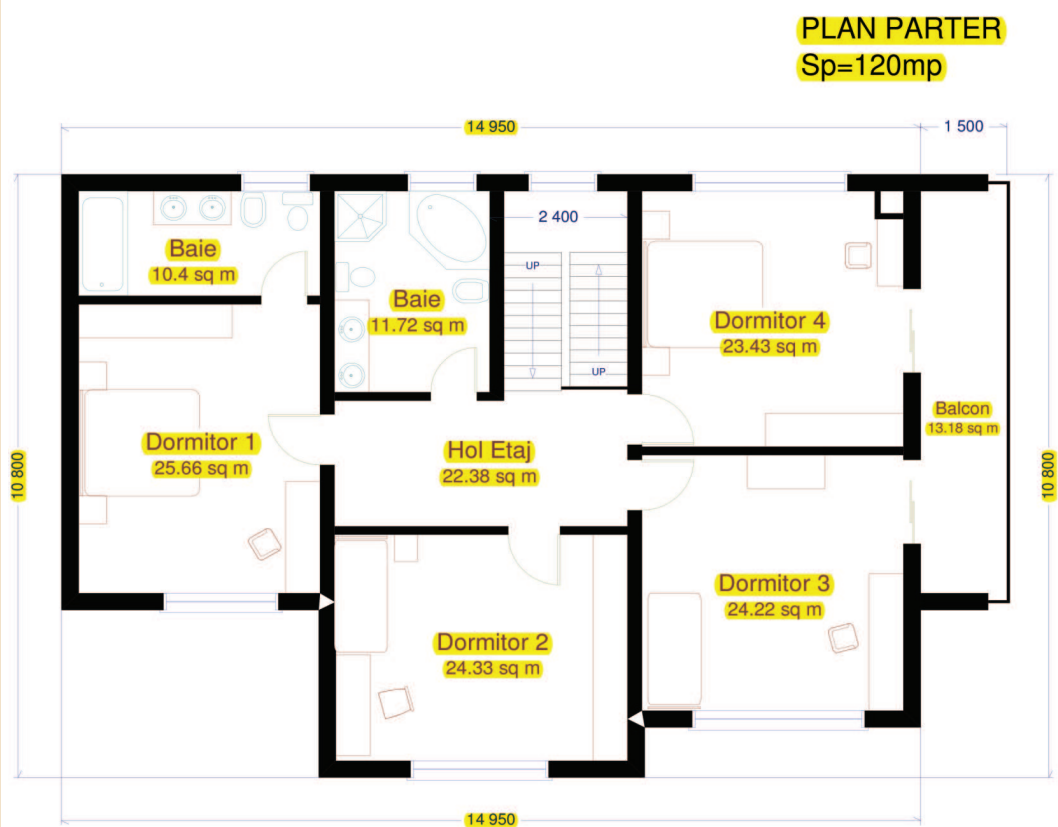 PLAN PARTER
Sp=120mp
14 950
1 500
2 400
Baie
10.4 sq m
UP
Baie
11.72 sq m
Dormitor 4
23.43 sq m
UP
Balcon
13.18 sq m
Dormitor 1
25.66 sq m
Hol Etaj
22.38 sq m
10 800
10 800
Dormitor 3
24.22 sq m
Dormitor 2
24.33 sq m
14 950